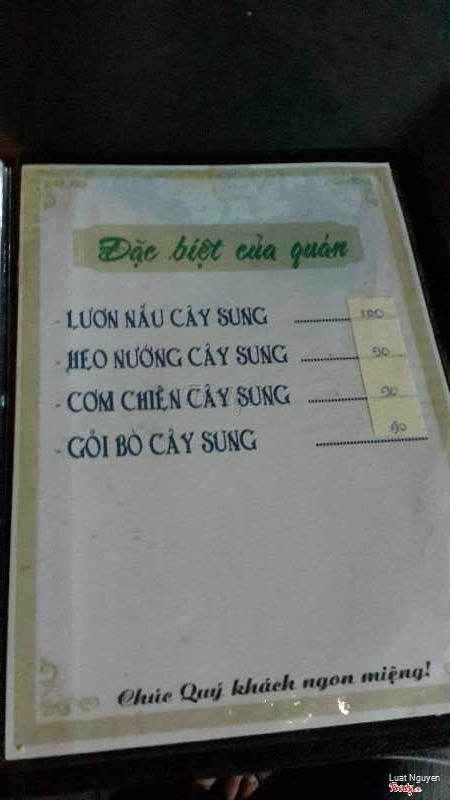 Đặc biệt của quán
- LƯƠN NẤU CÂY SUNG ........ 100
- HEO NƯỚNG CÂY SUNG ........ 90
- CƠM CHIÊN CÂY SUNG ........ 90
- GỎI BÒ CÂY SUNG ........ 90
Chúc Quý khách ngon miệng!
Luat Nguyen
Foody.vn